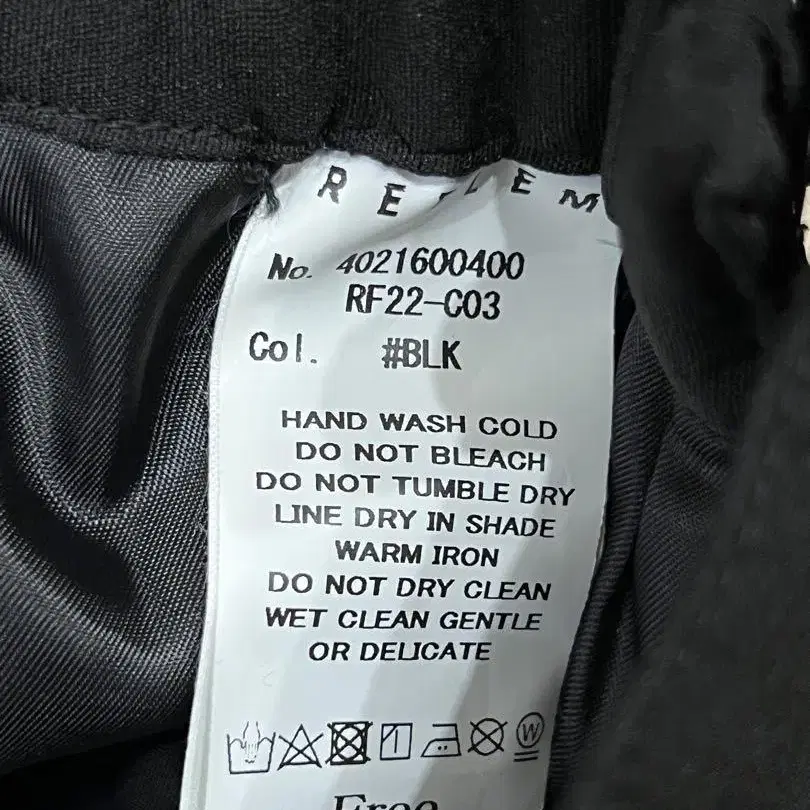 No. 4021600400
RF22-C03
Col. #BLK
HAND WASH COLD
DO NOT BLEACH
DO NOT TUMBLE DRY
LINE DRY IN SHADE
WARM IRON
DO NOT DRY CLEAN
WET CLEAN GENTLE
OR DELICATE
W
Free